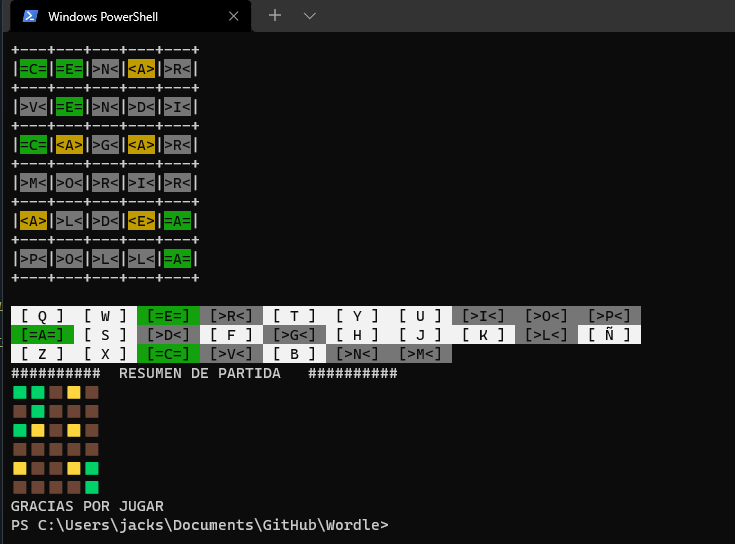 Windows PowerShell
+---+---+---+---+---+
|=C=|=E=|>N<|<A>|>R<|
+---+---+---+---+---+
|>V<|=E=|>N<|>D<|>I<|
+---+---+---+---+---+
|=C=|<A>|>G<|<A>|>R<|
+---+---+---+---+---+
|>M<|>O<|>R<|>I<|>R<|
+---+---+---+---+---+
|<A>|>L<|>D<|<E>|=A=|
+---+---+---+---+---+
|>P<|>O<|>L<|>L<|=A=|
+---+---+---+---+---+
[ Q ] [ W ] [=E=] [>R<] [ T ] [ Y ] [ U ] [>I<] [>O<] [>P<]
[=A=] [ S ] [>D<] [ F ] [>G<] [ H ] [ J ] [ K ] [>L<] [ Ñ ]
[ Z ] [ X ] [=C=] [>V<] [ B ] [>N<] [>M<]
########## RESUMEN DE PARTIDA ##########
GRACIAS POR JUGAR
PS C:\Users\jacks\Documents\GitHub\Wordle>